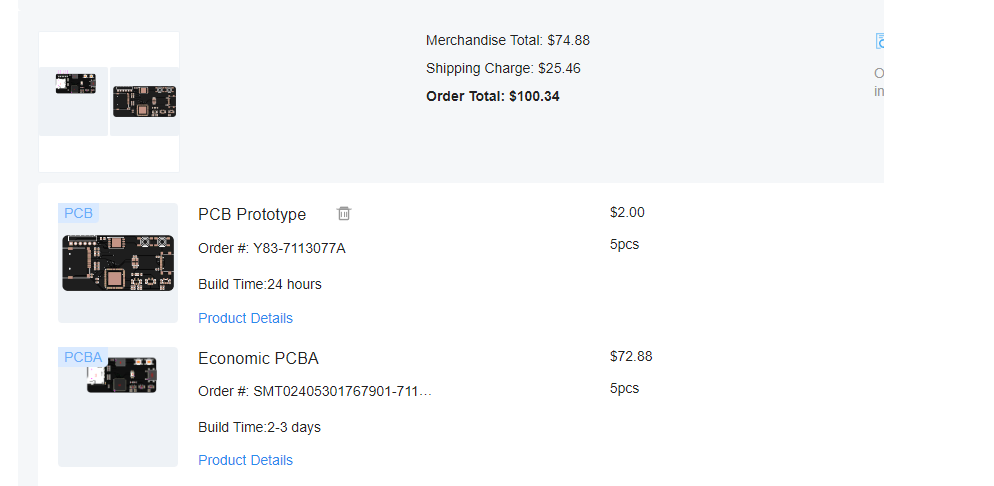 Merchandise Total: $74.88
Shipping Charge: $25.46
Order Total: $100.34
O
in
PCB
PCB Prototype
$2.00
Order #: Y83-7113077A
5pcs
Build Time:24 hours
Product Details
PCBA
Economic PCBA
$72.88
Order #: SMT02405301767901-711...
5pcs
Build Time:2-3 days
Product Details